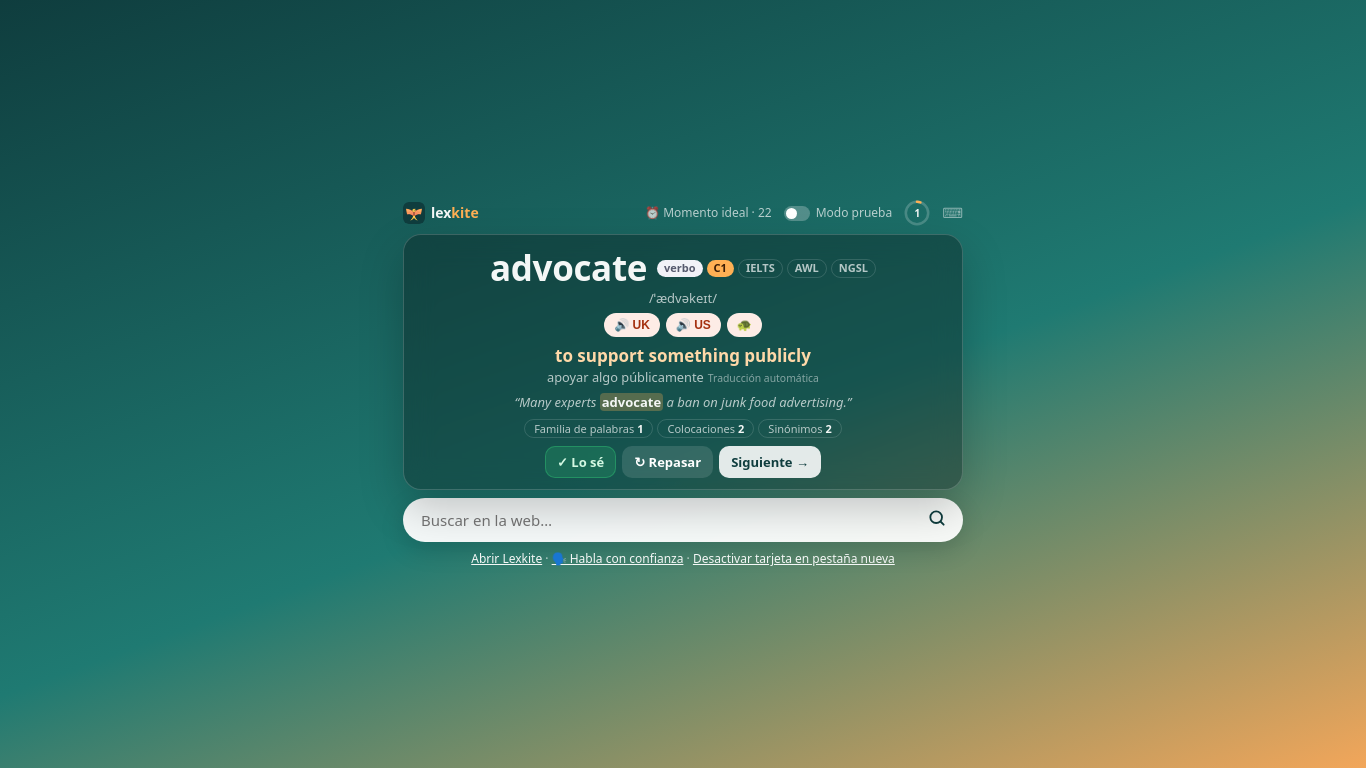 lexkite
⏰ Momento ideal · 22 Modo prueba 1
advocate verbo C1 IELTS AWL NGSL
/ˈædvəkeɪt/
UK US
to support something publicly
apoyar algo públicamente Traducción automática
“Many experts advocate a ban on junk food advertising.”
Familia de palabras 1 Colocaciones 2 Sinónimos 2
✓ Lo sé ↻ Repasar Siguiente →
Buscar en la web...
Abrir Lexkite · 🗣️ Habla con confianza · Desactivar tarjeta en pestaña nueva